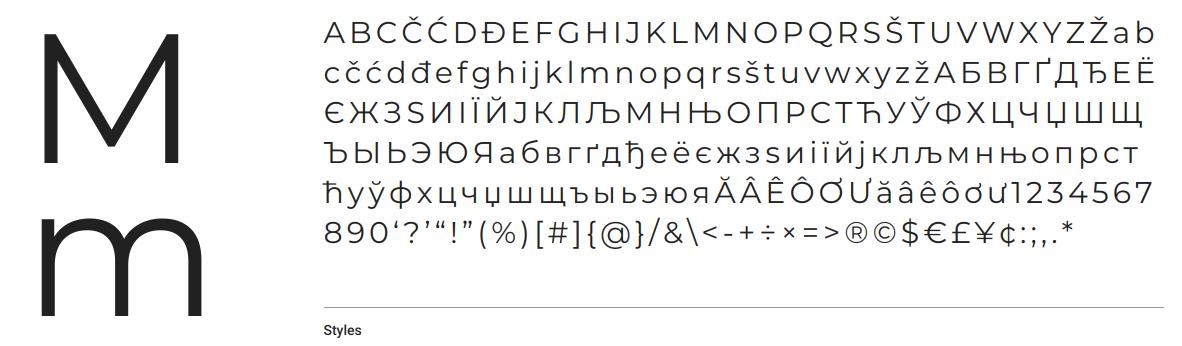 M
m
ABCČĆDĐEFGHIJKLMNOPQRSŠTUVWXYZŽab
cčćdđefghijklmnopqrsštuvwxyzžАБВГҐДЂЕЁ
ЄЖЗЅИІЇЙЈКЛЉМНЊОПРСТЋУЎФХЦЧЏШЩ
ЪЫЬЭЮЯабвгґдђеёєжзѕиіїйјклљмнњопрст
ћуўфхцчџшщъыьэюяĂÂÊÔƠƯăâêôơư1234567
890‘?’“!”(%)[#]{@}/&\<-+÷×=>®©$€£¥¢:;,.*
Styles